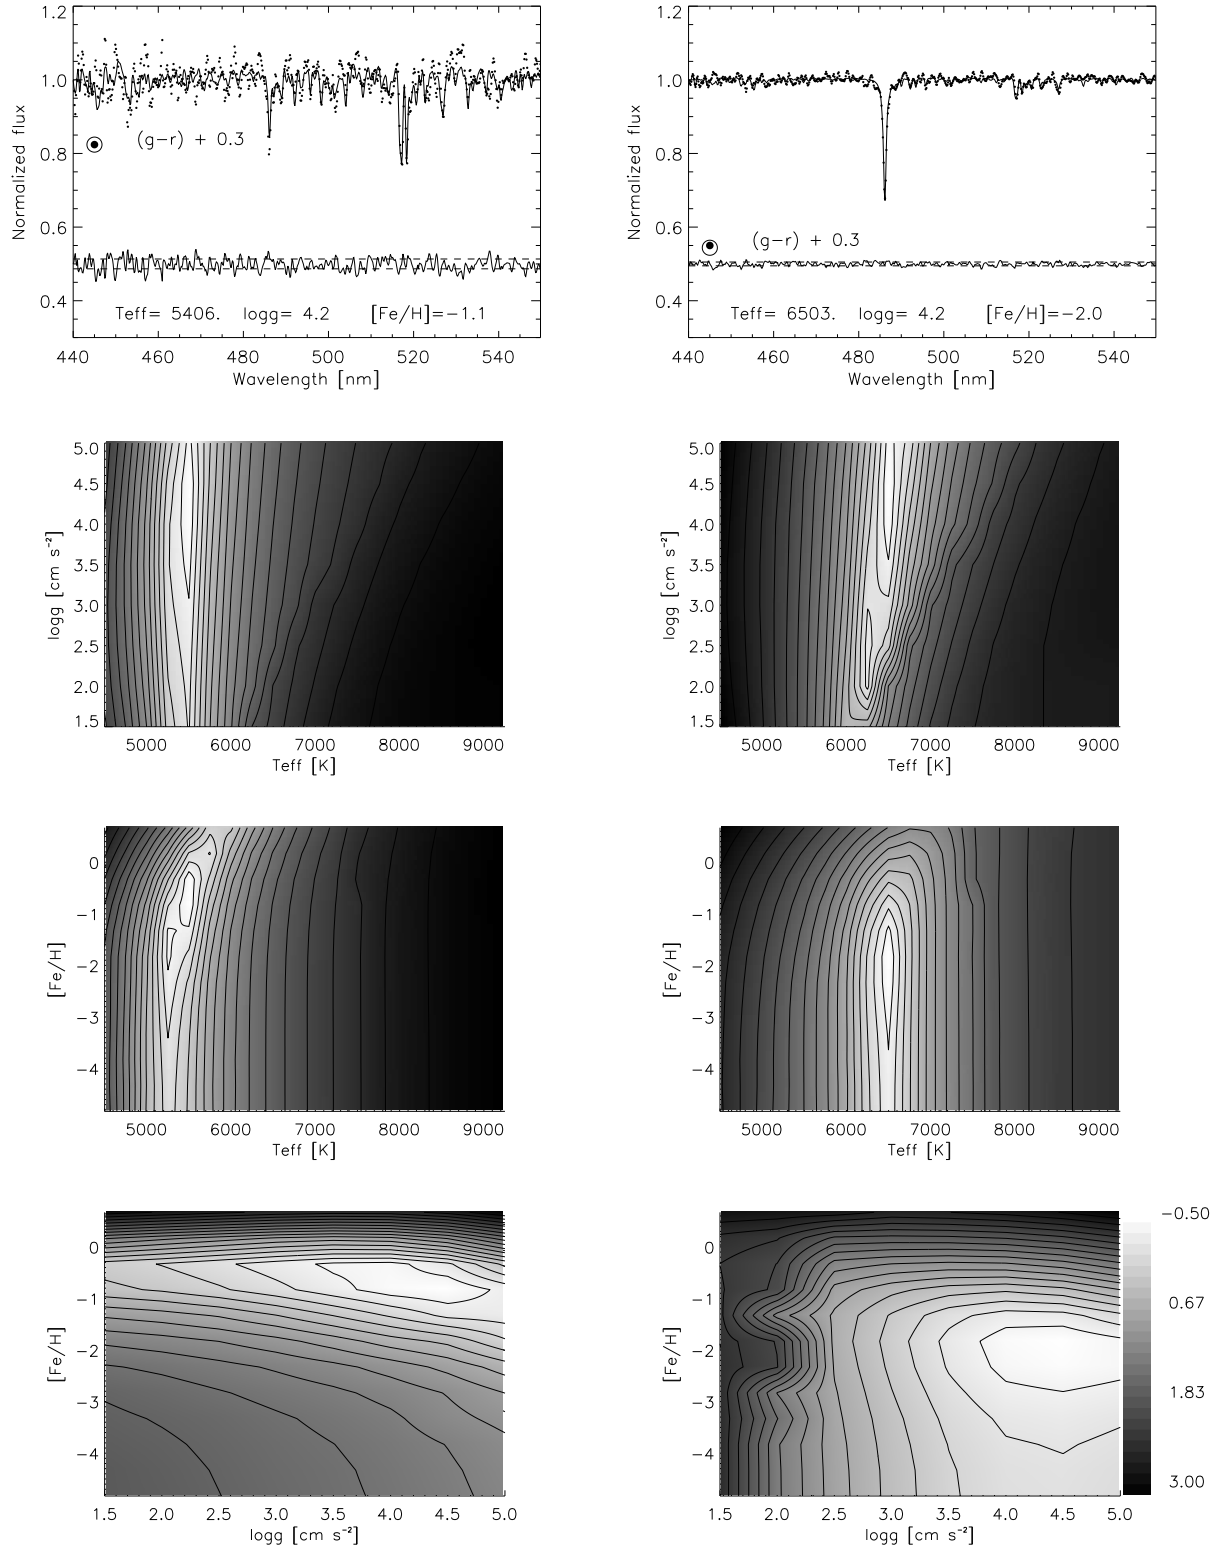 1.2
1.0
0.8
0.6
0.4
Normalized flux
(g−r) + 0.3
Teff= 5406. logg= 4.2 [Fe/H]=−1.1
440 460 480 500 520 540
Wavelength [nm]
1.2
1.0
0.8
0.6
0.4
Normalized flux
(g−r) + 0.3
Teff= 6503. logg= 4.2 [Fe/H]=−2.0
440 460 480 500 520 540
Wavelength [nm]
5.0
4.5
4.0
3.5
3.0
2.5
2.0
1.5
logg [cm s⁻²]
5000 6000 7000 8000 9000
Teff [K]
5.0
4.5
4.0
3.5
3.0
2.5
2.0
1.5
logg [cm s⁻²]
5000 6000 7000 8000 9000
Teff [K]
0
−1
−2
−3
−4
[Fe/H]
5000 6000 7000 8000 9000
Teff [K]
0
−1
−2
−3
−4
[Fe/H]
5000 6000 7000 8000 9000
Teff [K]
0
−1
−2
−3
−4
[Fe/H]
1.5 2.0 2.5 3.0 3.5 4.0 4.5 5.0
logg [cm s⁻²]
0
−1
−2
−3
−4
[Fe/H]
1.5 2.0 2.5 3.0 3.5 4.0 4.5 5.0
logg [cm s⁻²]
−0.50
0.67
1.83
3.00